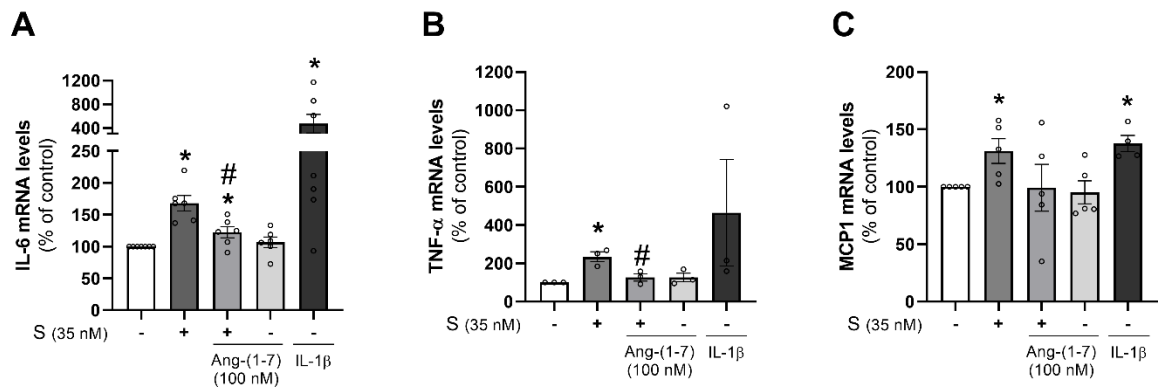 A
IL-6 mRNA levels
(% of control)
1200
800
400
250
200
150
100
50
0
*
#
*
*
S (35 nM)
- + + - -
Ang-(1-7)
(100 nM)
IL-1β
B
TNF-α mRNA levels
(% of control)
1200
1000
800
600
400
200
0
*
#
S (35 nM)
- + + - -
Ang-(1-7)
(100 nM)
IL-1β
C
MCP1 mRNA levels
(% of control)
200
150
100
50
0
*
*
S (35 nM)
- + + - -
Ang-(1-7)
(100 nM)
IL-1β